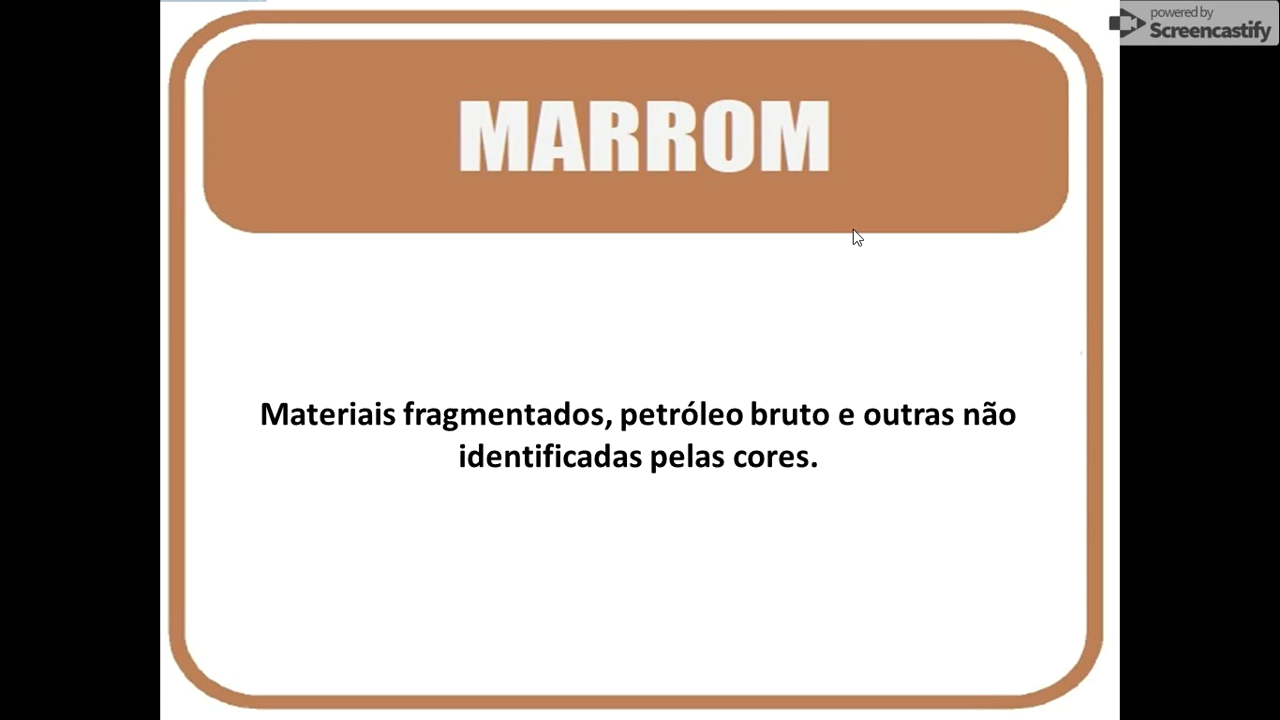 powered by
Screencastify
MARROM
Materiais fragmentados, petróleo bruto e outras não
identificadas pelas cores.